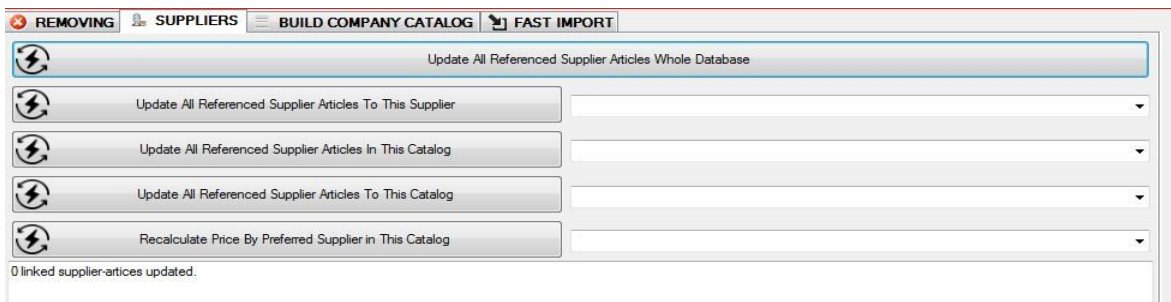 REMOVING SUPPLIERS BUILD COMPANY CATALOG FAST IMPORT
Update All Referenced Supplier Articles Whole Database
Update All Referenced Supplier Articles To This Supplier
Update All Referenced Supplier Articles In This Catalog
Update All Referenced Supplier Articles To This Catalog
Recalculate Price By Preferred Supplier in This Catalog
0 linked supplier-artices updated.